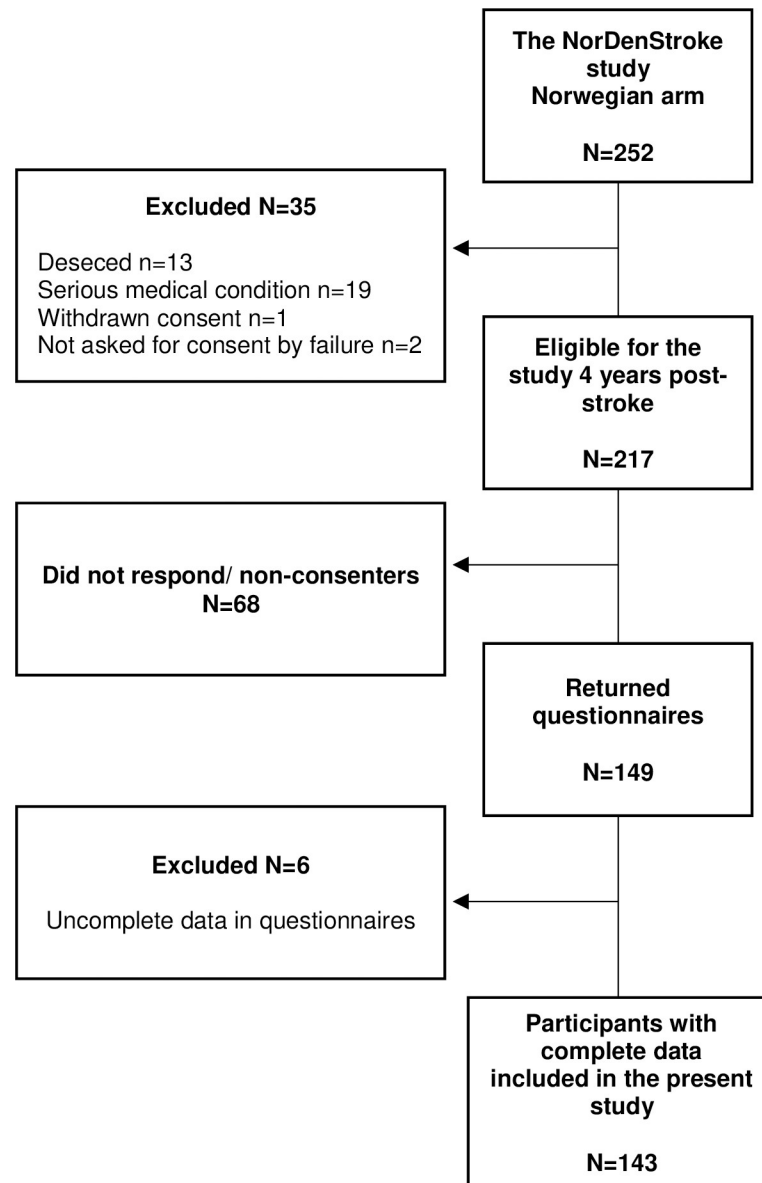 The NorDenStroke
study
Norwegian arm
N=252
Excluded N=35
Deseced n=13
Serious medical condition n=19
Withdrawn consent n=1
Not asked for consent by failure n=2
Eligible for the
study 4 years post-
stroke
N=217
Did not respond/ non-consenters
N=68
Returned
questionnaires
N=149
Excluded N=6
Uncomplete data in questionnaires
Participants with
complete data
included in the present
study
N=143